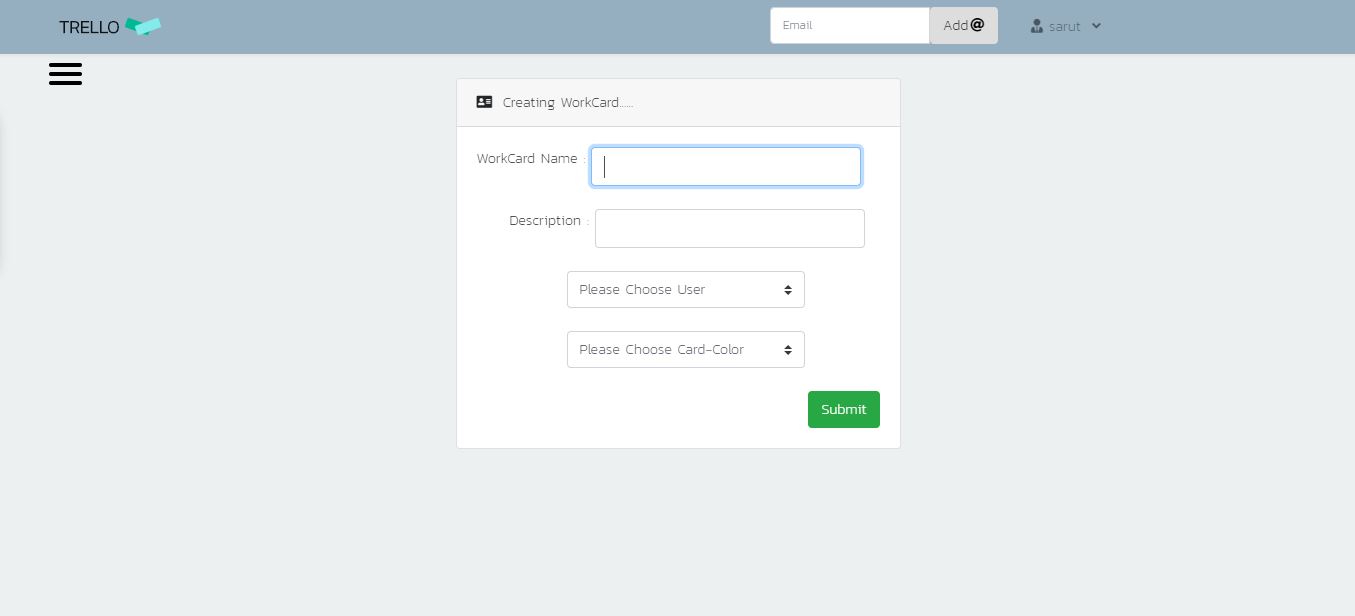 TRELLO
Email
Add@
sarut
Creating WorkCard......
WorkCard Name :
Description :
Please Choose User
Please Choose Card-Color
Submit